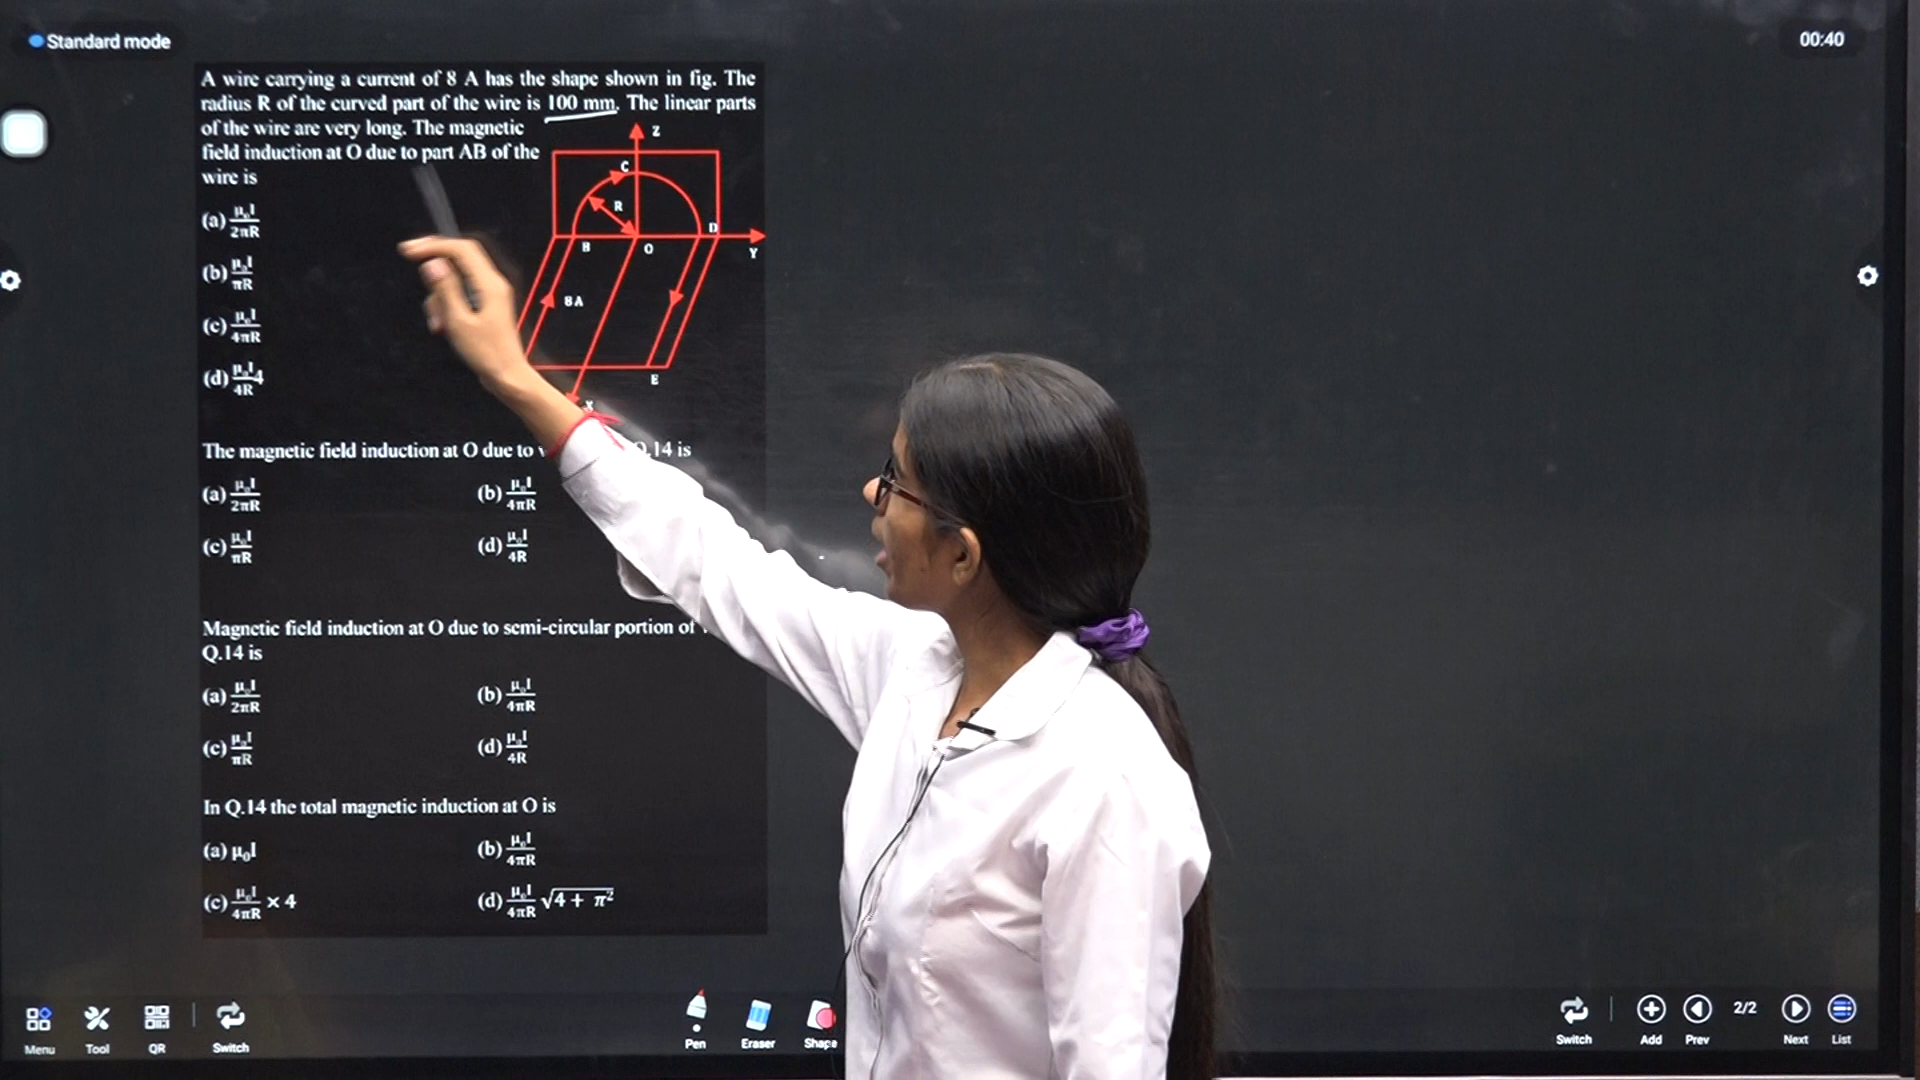 Standard mode
00:40
A wire carrying a current of 8 A has the shape shown in fig. The
radius R of the curved part of the wire is 100 mm. The linear parts
of the wire are very long. The magnetic
field induction at O due to part AB of the
wire is
(a) μ₀I/2πR
(b) μ₀I/πR
(c) μ₀I/4πR
(d) μ₀I/4R 4
Z
C
R
D
B
O
Y
8 A
E
X
The magnetic field induction at O due to
Q.14 is
(a) μ₀I/2πR (b) μ₀I/4πR
(c) μ₀I/πR (d) μ₀I/4R
Magnetic field induction at O due to semi-circular portion of
Q.14 is
(a) μ₀I/2πR (b) μ₀I/4πR
(c) μ₀I/πR (d) μ₀I/4R
In Q.14 the total magnetic induction at O is
(a) μ₀I (b) μ₀I/4πR
(c) μ₀I/4πR × 4 (d) μ₀I/4πR √4 + π²
Menu Tool QR Switch Pen Eraser Shape Switch Add Prev 2/2 Next List